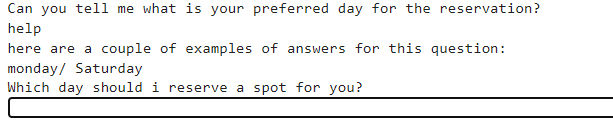 Can you tell me what is your preferred day for the reservation?
help
here are a couple of examples of answers for this question:
monday/ Saturday
Which day should i reserve a spot for you?